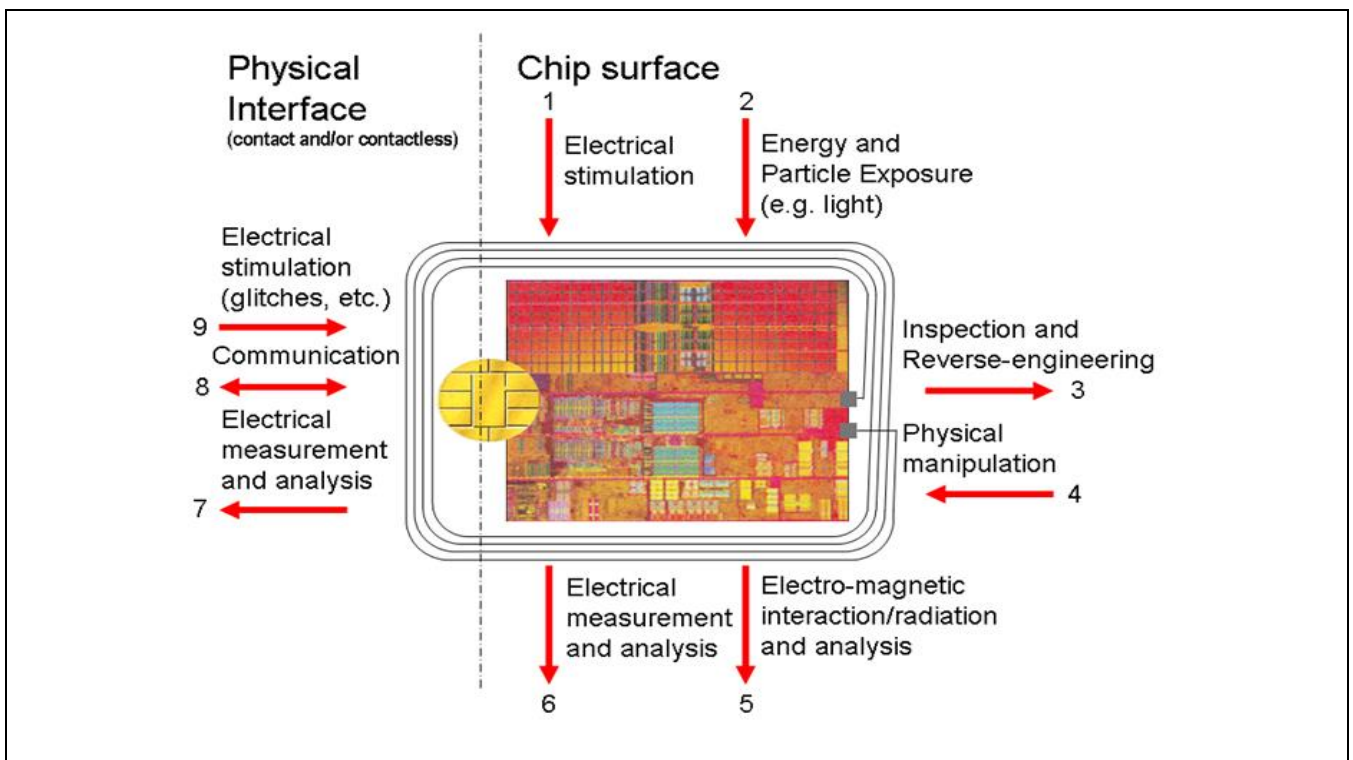 Physical
Interface
(contact and/or contactless)
Chip surface
1
Electrical
stimulation
2
Energy and
Particle Exposure
(e.g. light)
Electrical
stimulation
(glitches, etc.)
9
Communication
8
Electrical
measurement
and analysis
7
Inspection and
Reverse-engineering
3
Physical
manipulation
4
Electrical
measurement
and analysis
6
Electro-magnetic
interaction/radiation
and analysis
5